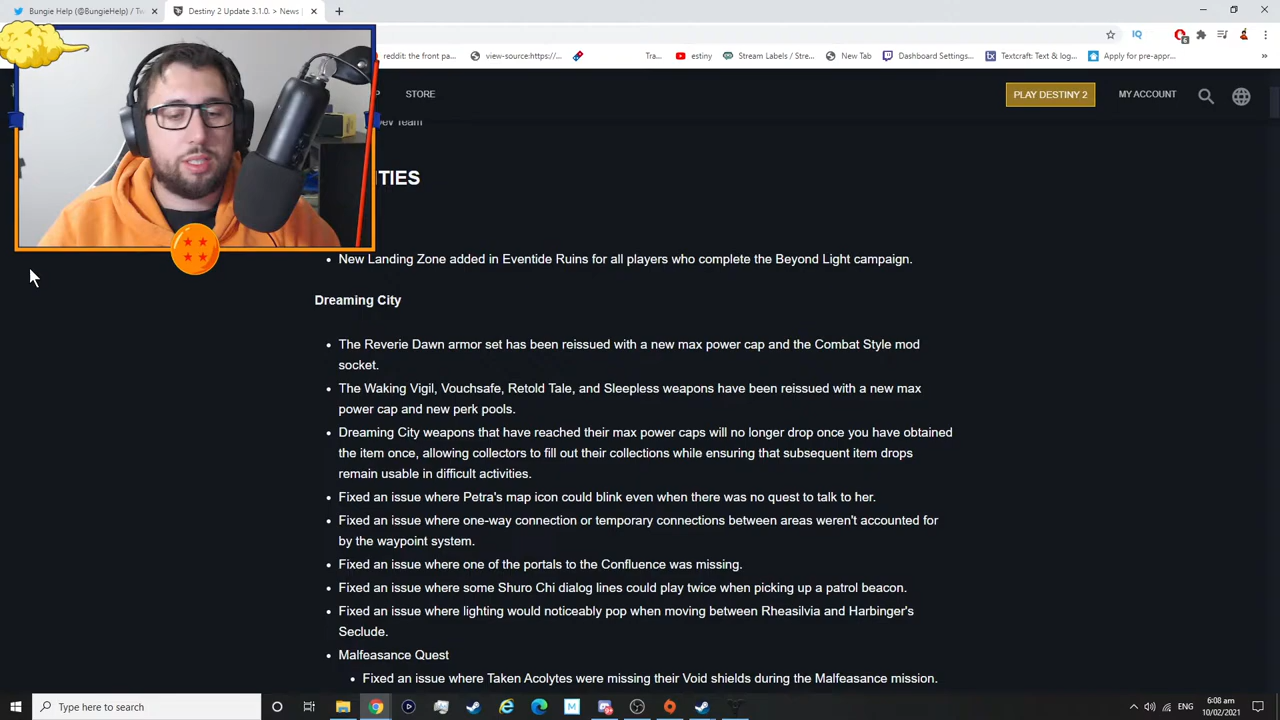 Bungie Help (@BungieHelp) / Tw
Destiny 2 Update 3.1.0. > News |
reddit: the front pa...
view-source:https:/...
Tra...
estiny
Stream Labels / Stre...
New Tab
Dashboard Settings...
Textcraft: Text & log...
Apply for pre-appr...
STORE
PLAY DESTINY 2
MY ACCOUNT
Dev Team
TIES
• New Landing Zone added in Eventide Ruins for all players who complete the Beyond Light campaign.
Dreaming City
• The Reverie Dawn armor set has been reissued with a new max power cap and the Combat Style mod
socket.
• The Waking Vigil, Vouchsafe, Retold Tale, and Sleepless weapons have been reissued with a new max
power cap and new perk pools.
• Dreaming City weapons that have reached their max power caps will no longer drop once you have obtained
the item once, allowing collectors to fill out their collections while ensuring that subsequent item drops
remain usable in difficult activities.
• Fixed an issue where Petra's map icon could blink even when there was no quest to talk to her.
• Fixed an issue where one-way connection or temporary connections between areas weren't accounted for
by the waypoint system.
• Fixed an issue where one of the portals to the Confluence was missing.
• Fixed an issue where some Shuro Chi dialog lines could play twice when picking up a patrol beacon.
• Fixed an issue where lighting would noticeably pop when moving between Rheasilvia and Harbinger's
Seclude.
• Malfeasance Quest
• Fixed an issue where Taken Acolytes were missing their Void shields during the Malfeasance mission.
Type here to search
ENG
6:08 am
10/02/2021